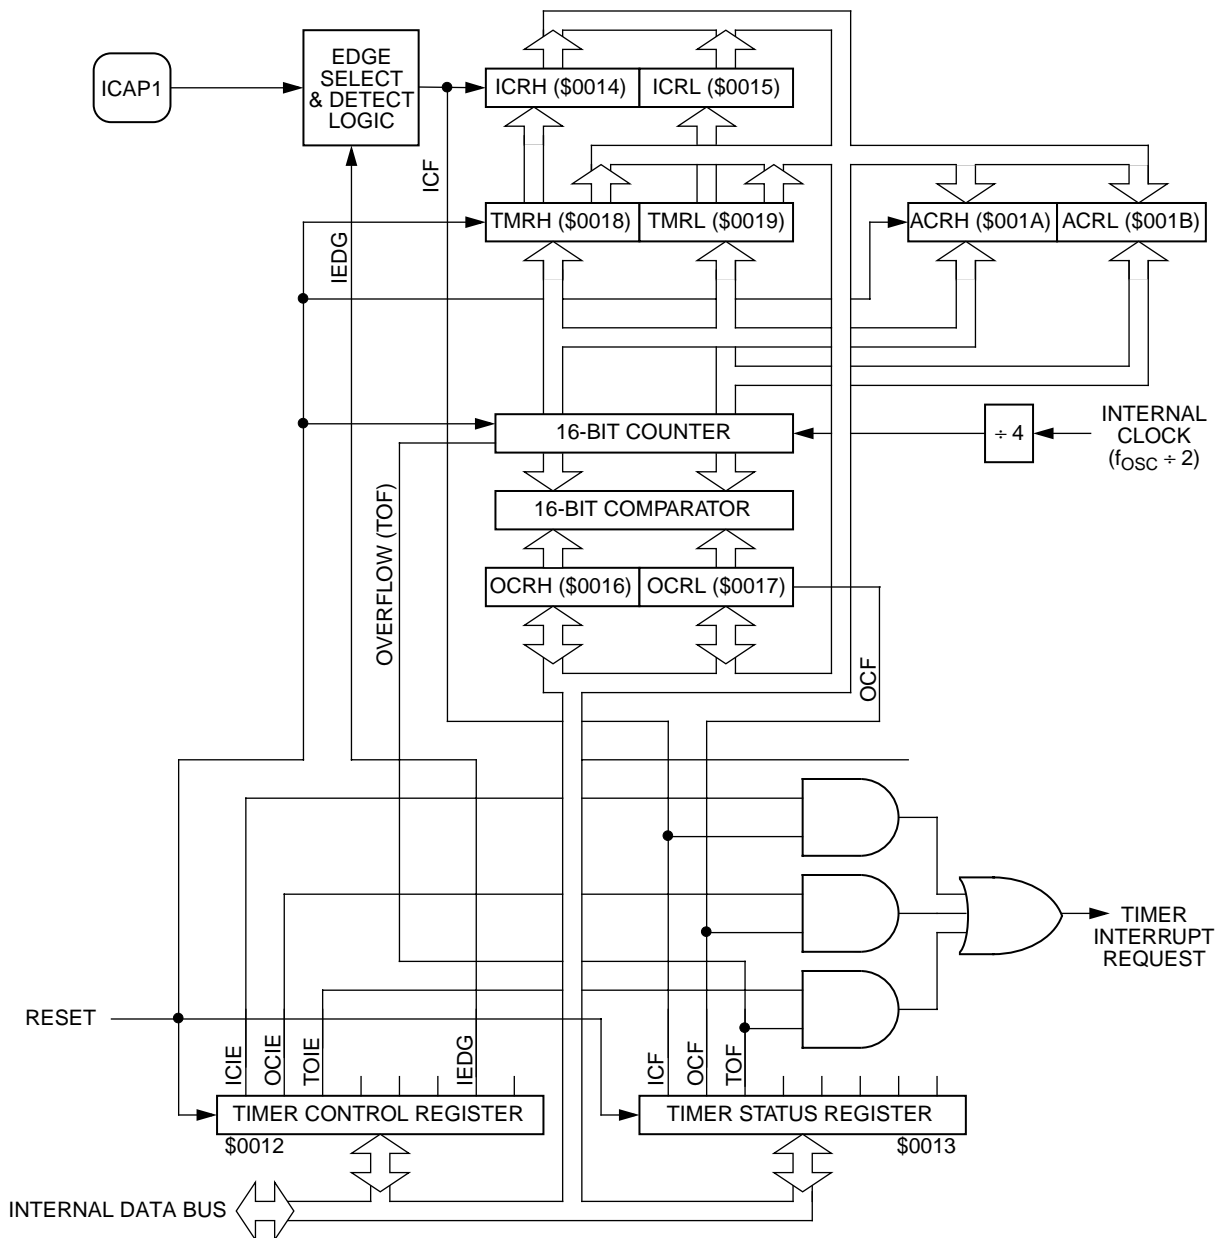 ICAP1
EDGE
SELECT
& DETECT
LOGIC
ICRH ($0014)
ICRL ($0015)
ICF
IEDG
TMRH ($0018)
TMRL ($0019)
ACRH ($001A)
ACRL ($001B)
16-BIT COUNTER
÷ 4
INTERNAL
CLOCK
(fOSC ÷ 2)
16-BIT COMPARATOR
OVERFLOW (TOF)
OCRH ($0016)
OCRL ($0017)
OCF
TIMER
INTERRUPT
REQUEST
RESET
ICIE
OCIE
TOIE
IEDG
ICF
OCF
TOF
TIMER CONTROL REGISTER
$0012
TIMER STATUS REGISTER
$0013
INTERNAL DATA BUS